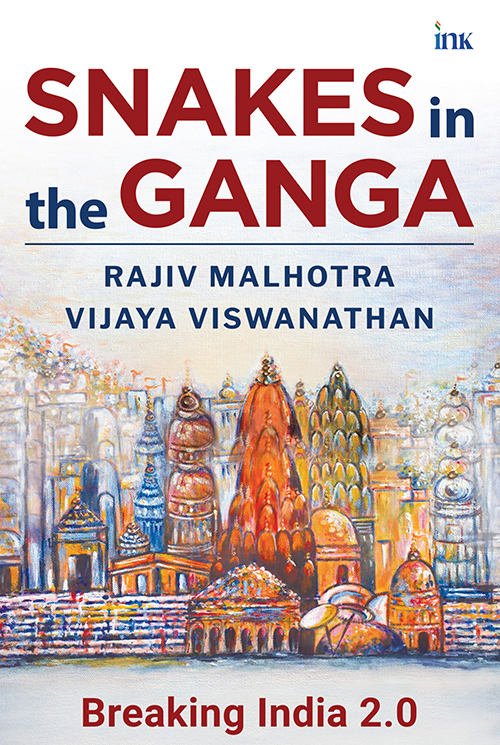 ink
SNAKES in
the GANGA
RAJIV MALHOTRA
VIJAYA VISWANATHAN
Breaking India 2.0